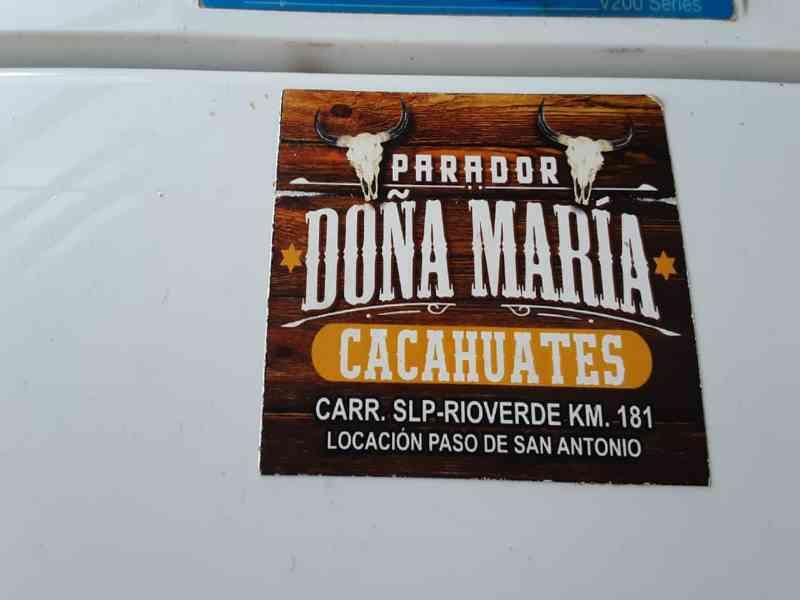 V200 Series
PARADOR
DOÑA MARÍA
CACAHUATES
CARR. SLP-RIOVERDE KM. 181
LOCACIÓN PASO DE SAN ANTONIO